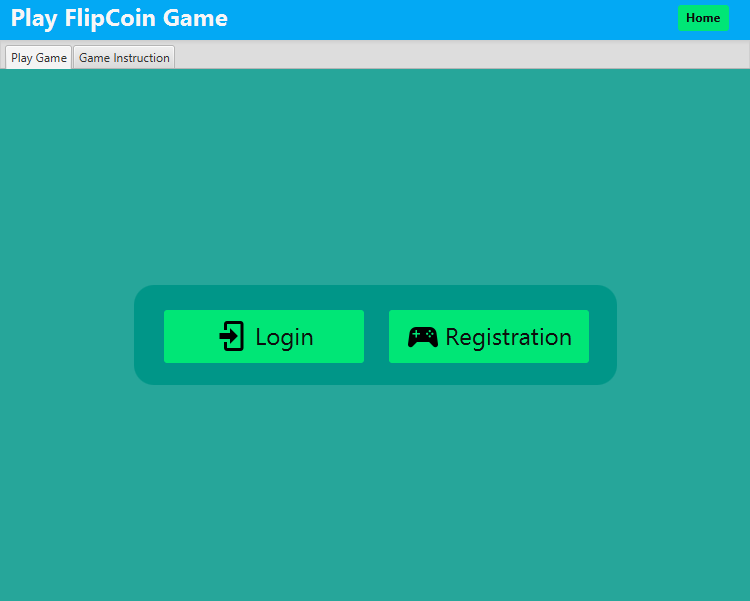 Play FlipCoin Game
Home
Play Game
Game Instruction
Login
Registration